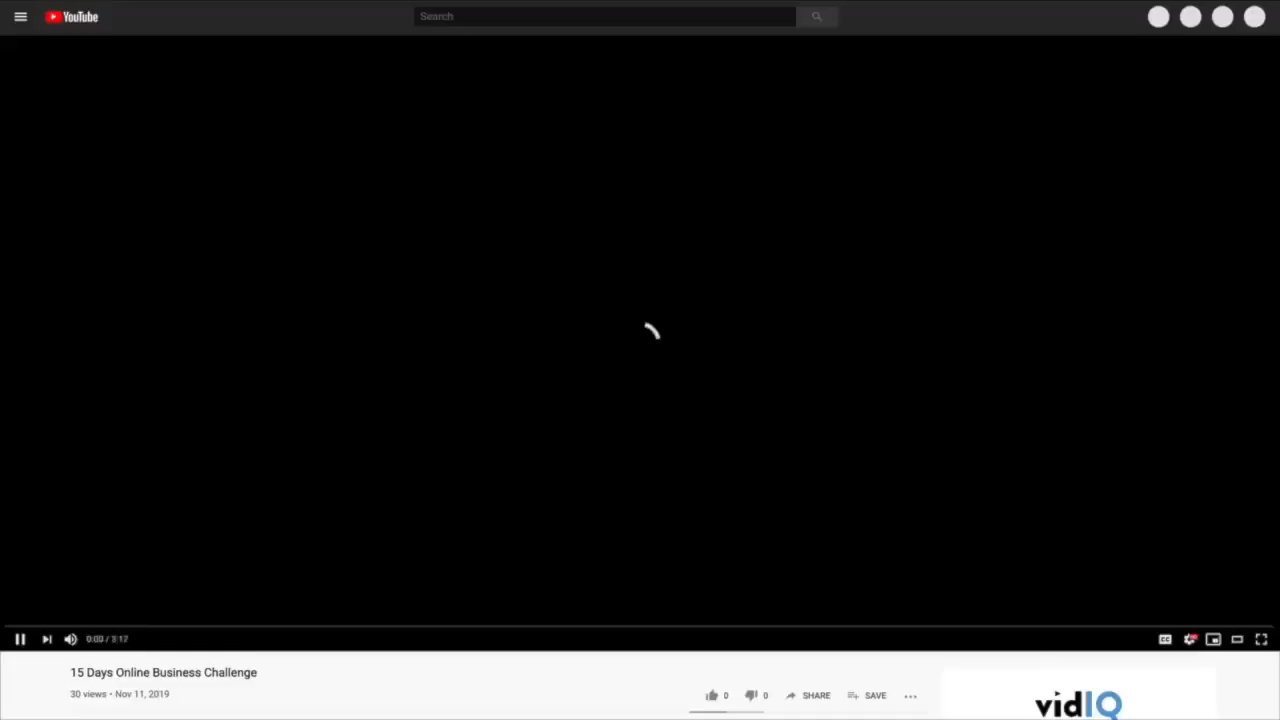 YouTube
Search
0:00 / 3:17
15 Days Online Business Challenge
30 views • Nov 11, 2019
0 0 SHARE SAVE
vidIQ